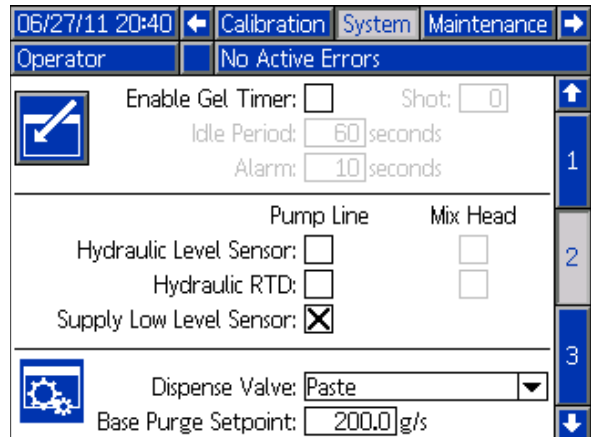 06/27/11 20:40 Calibration System Maintenance
Operator No Active Errors
Enable Gel Timer: Shot: 0
Idle Period: 60 seconds
Alarm: 10 seconds
1
Pump Line Mix Head
Hydraulic Level Sensor:
2
Hydraulic RTD:
Supply Low Level Sensor:
3
Dispense Valve: Paste
Base Purge Setpoint: 200.0 g/s